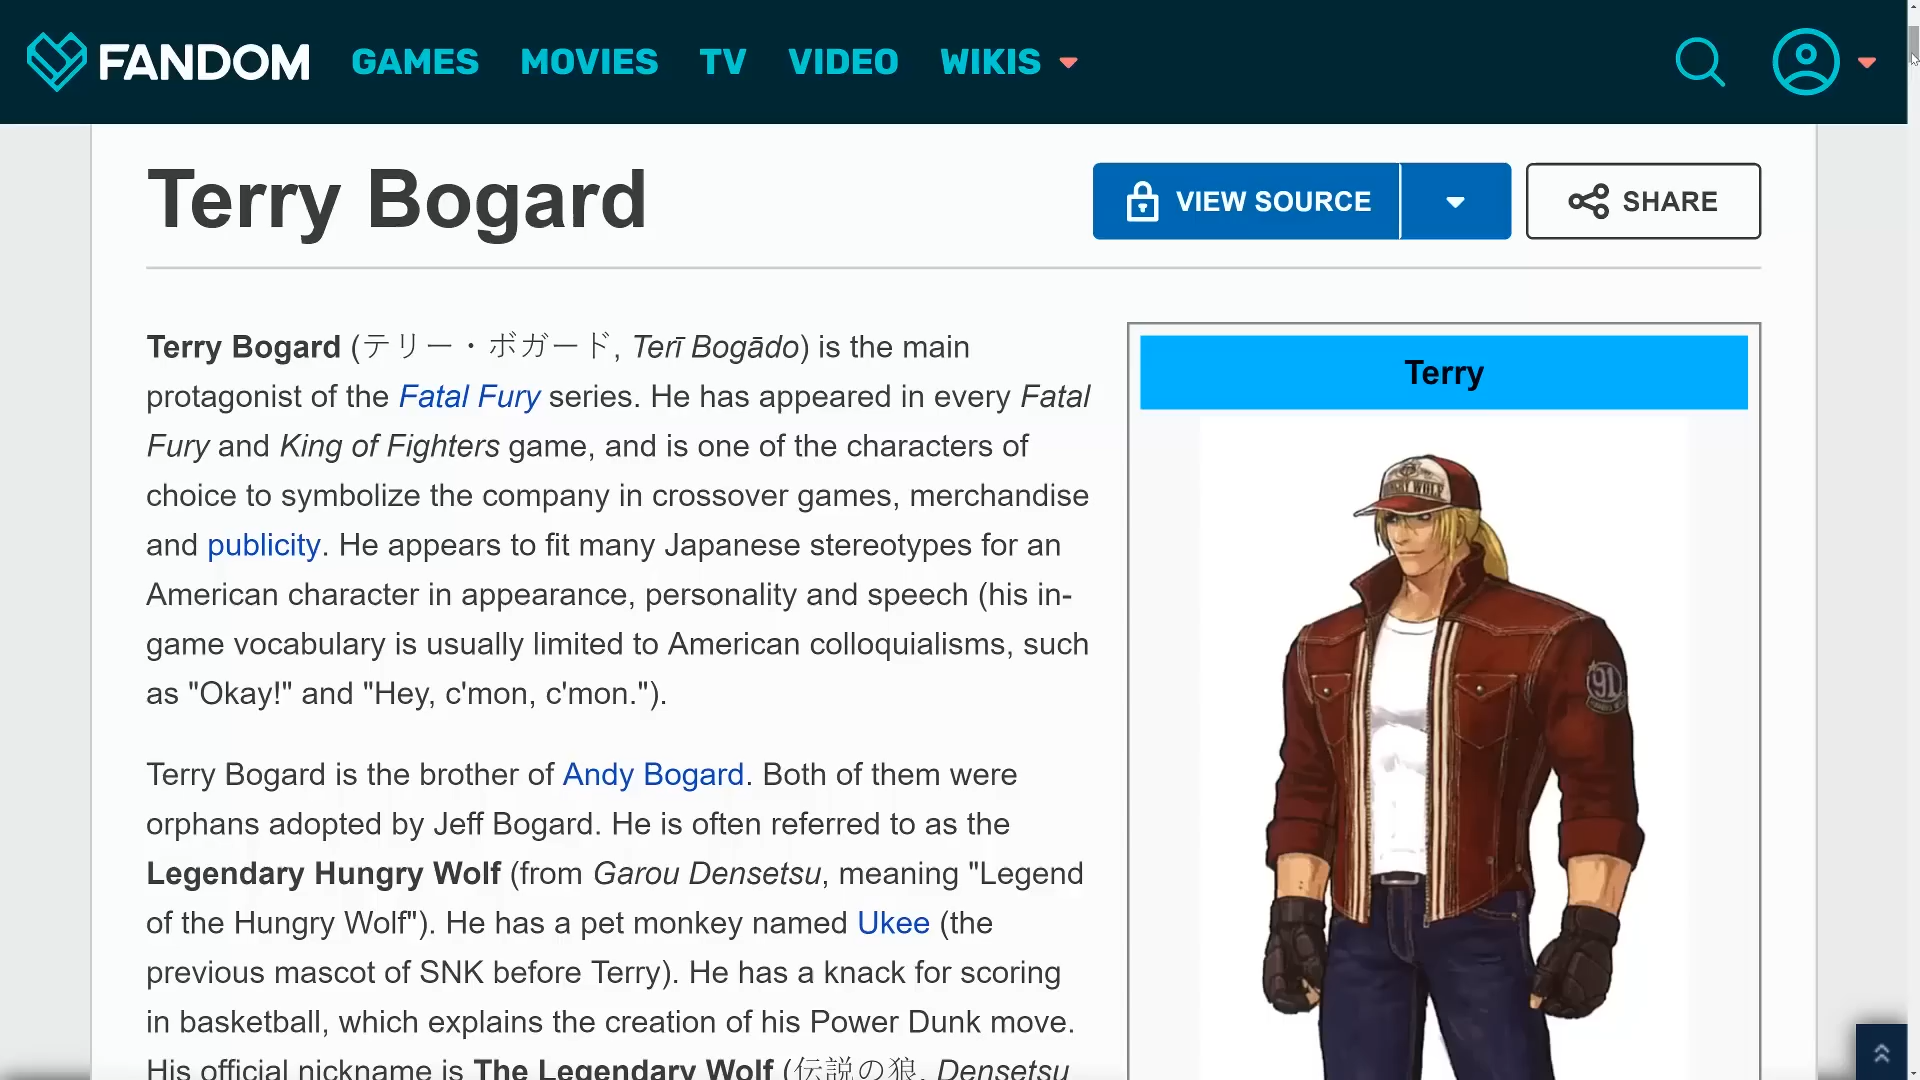 FANDOM GAMES MOVIES TV VIDEO WIKIS
Terry Bogard
VIEW SOURCE
SHARE
Terry Bogard (テリー・ボガード, Terī Bogādo) is the main
protagonist of the Fatal Fury series. He has appeared in every Fatal
Fury and King of Fighters game, and is one of the characters of
choice to symbolize the company in crossover games, merchandise
and publicity. He appears to fit many Japanese stereotypes for an
American character in appearance, personality and speech (his in-
game vocabulary is usually limited to American colloquialisms, such
as "Okay!" and "Hey, c'mon, c'mon.").
Terry Bogard is the brother of Andy Bogard. Both of them were
orphans adopted by Jeff Bogard. He is often referred to as the
Legendary Hungry Wolf (from Garou Densetsu, meaning "Legend
of the Hungry Wolf"). He has a pet monkey named Ukee (the
previous mascot of SNK before Terry). He has a knack for scoring
in basketball, which explains the creation of his Power Dunk move.
His official nickname is The Legendary Wolf (伝説の狼, Densetsu
Terry
WOLF
91